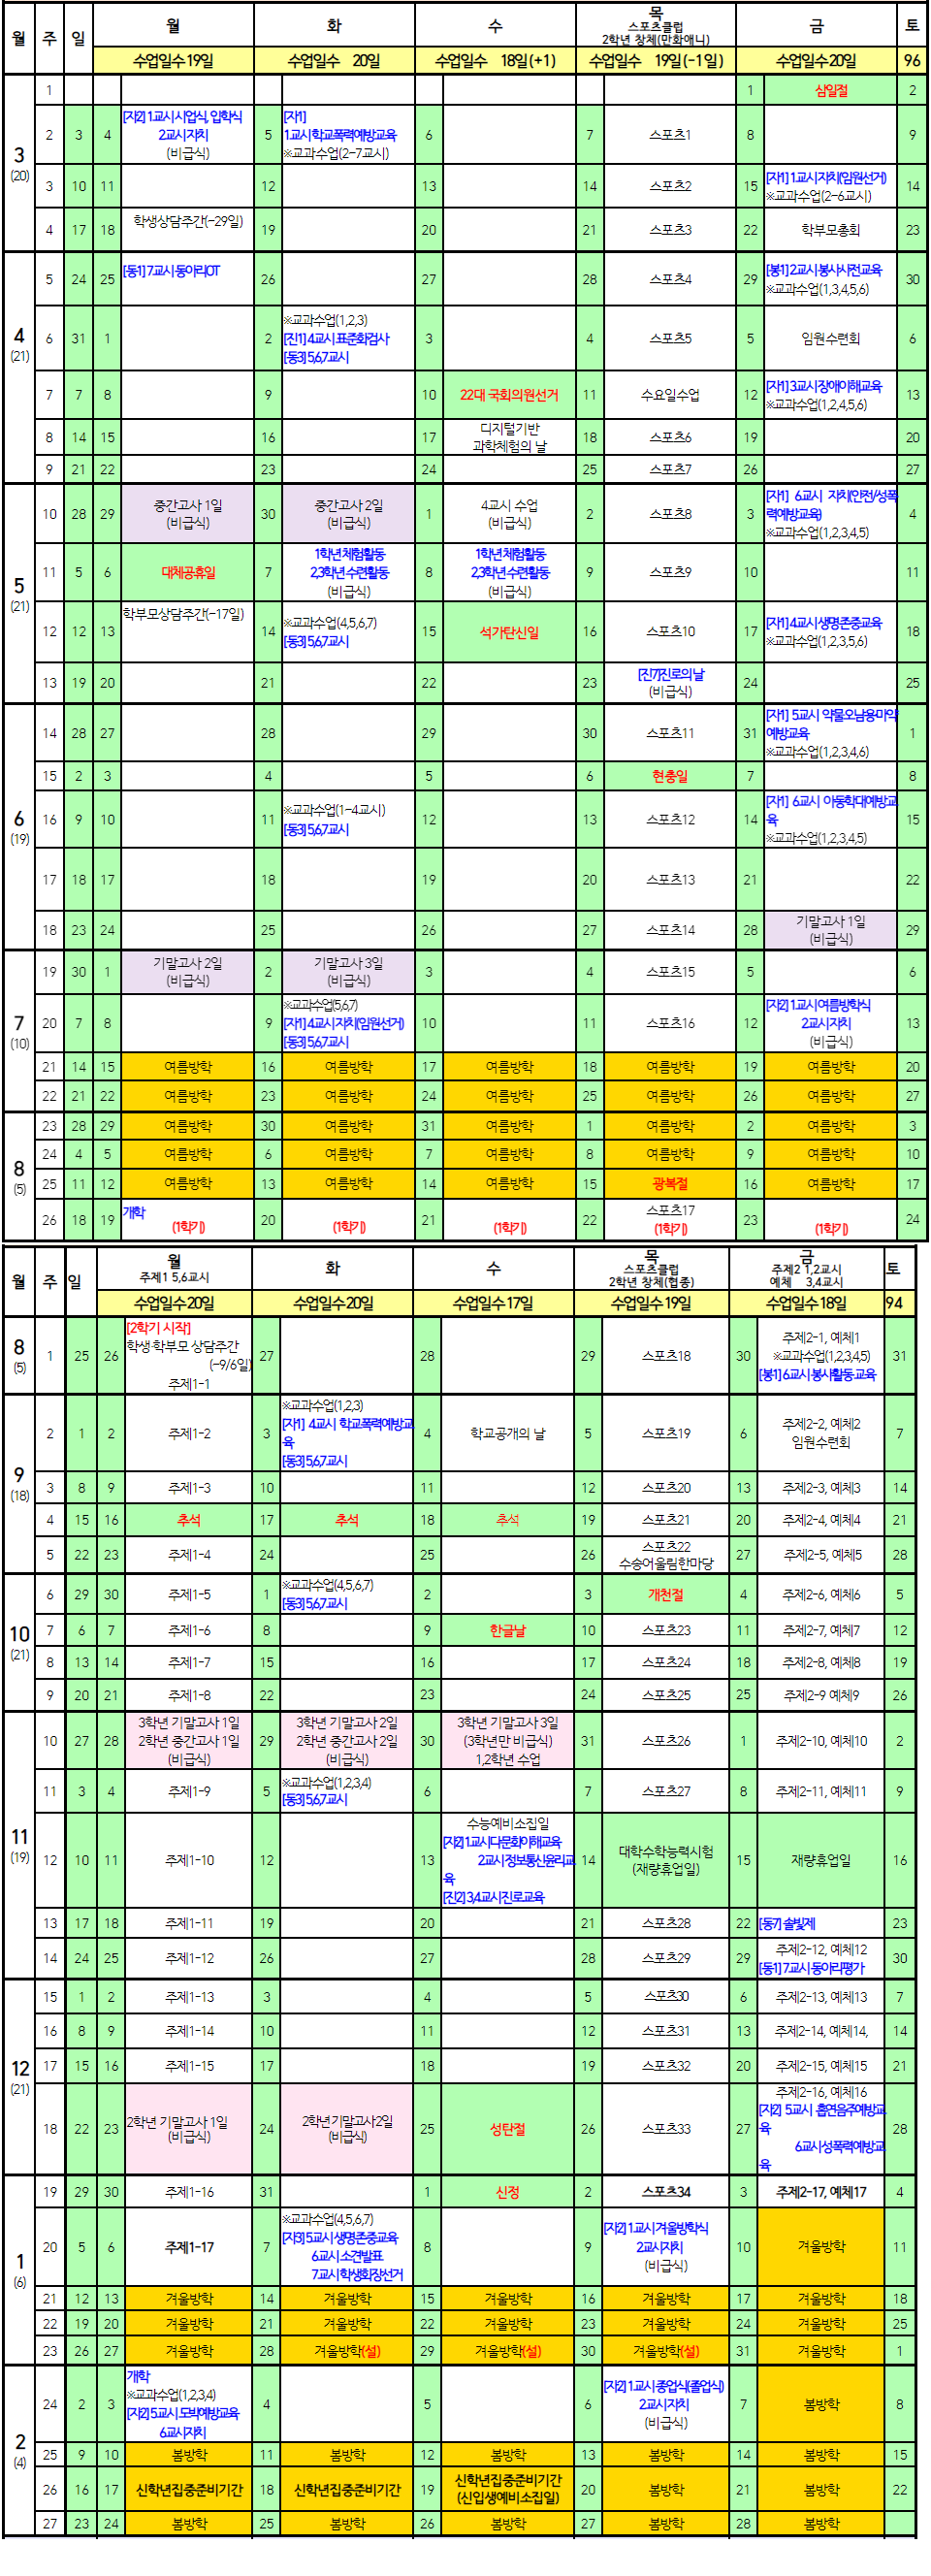 월 주 일 월 화 수 목 금 토
스포츠클럽
2학년 창체(만화애니)
수업일수 19일 수업일수 20일 수업일수 18일(+1) 수업일수 19일(-1일) 수업일수 20일 96
3
(20)
1 1 삼일절 2
2 3 4 [자2] 1교시 시업식, 입학식
2교시 자치
(비급식)
5 [자1]
1교시 학교폭력예방교육
※교과수업(2-7교시)
6 7 스포츠1 8 9
3 10 11 12 13 14 스포츠2 15 [자1] 1교시 자치(임원선거)
※교과수업(2-6교시)
14
4 17 18 학생상담주간(-29일) 19 20 21 스포츠3 22 학부모총회 23
4
(21)
5 24 25 [동1] 7교시 동아리OT 26 27 28 스포츠4 29 [봉1] 2교시 봉사사전교육
※교과수업(1,3,4,5,6)
30
6 31 1 2 ※교과수업(1,2,3)
[진1] 4교시 표준화검사
[동3] 5,6,7교시
3 4 스포츠5 5 임원수련회 6
7 7 8 9 10 22대 국회의원선거 11 수요일수업 12 [자1] 3교시 장애이해교육
※교과수업(1,2,4,5,6)
13
8 14 15 16 17 디지털기반
과학체험의 날
18 스포츠6 19 20
9 21 22 23 24 25 스포츠7 26 27
5
(21)
10 28 29 중간고사 1일
(비급식)
30 중간고사 2일
(비급식)
1 4교시 수업
(비급식)
2 스포츠8 3 [자1] 6교시 자치(안전/성폭
력예방교육)
※교과수업(1,2,3,4,5)
4
11 5 6 대체공휴일 7 1학년 체험활동
2,3학년 수련활동
(비급식)
8 1학년 체험활동
2,3학년 수련활동
(비급식)
9 스포츠9 10 11
12 12 13 학부모상담주간(-17일) 14 ※교과수업(4,5,6,7)
[동3] 5,6,7교시
15 석가탄신일 16 스포츠10 17 [자1] 4교시 생명존중교육
※교과수업(1,2,3,5,6)
18
13 19 20 21 22 23 [진7] 진로의 날
(비급식)
24 25
6
(19)
14 28 27 28 29 30 스포츠11 31 [자1] 5교시 약물오남용마약
예방교육
※교과수업(1,2,3,4,6)
1
15 2 3 4 5 6 현충일 7 8
16 9 10 11 ※교과수업(1-4교시)
[동3] 5,6,7교시
12 13 스포츠12 14 [자1] 6교시 아동학대예방교
육
※교과수업(1,2,3,4,5)
15
17 18 17 18 19 20 스포츠13 21 22
18 23 24 25 26 27 스포츠14 28 기말고사 1일
(비급식)
29
7
(10)
19 30 1 기말고사 2일
(비급식)
2 기말고사 3일
(비급식)
3 4 스포츠15 5 6
20 7 8 9 ※교과수업(5,6,7)
[자1] 4교시 자치(임원선거)
[동3] 5,6,7교시
10 11 스포츠16 12 [자2] 1교시 여름방학식
2교시 자치
(비급식)
13
21 14 15 여름방학 16 여름방학 17 여름방학 18 여름방학 19 여름방학 20
22 21 22 여름방학 23 여름방학 24 여름방학 25 여름방학 26 여름방학 27
8
(5)
23 28 29 여름방학 30 여름방학 31 여름방학 1 여름방학 2 여름방학 3
24 4 5 여름방학 6 여름방학 7 여름방학 8 여름방학 9 여름방학 10
25 11 12 여름방학 13 여름방학 14 여름방학 15 광복절 16 여름방학 17
26 18 19 개학
(1학기)
20 (1학기) 21 (1학기) 22 스포츠17
(1학기)
23 (1학기) 24
월 주 일 월 화 수 목 금 토
주제1 5,6교시
스포츠클럽
2학년 창체(협종)
주제2 1,2교시
예체 3,4교시
수업일수 20일 수업일수 20일 수업일수 17일 수업일수 19일 수업일수 18일 94
8
(5)
1 25 26 [2학기 시작]
학생·학부모 상담주간
(-9/6일)
주제1-1
27 28 29 스포츠18 30 주제2-1, 예체1
※교과수업(1,2,3,4,5)
[봉1] 6교시 봉사활동 교육
31
9
(18)
2 1 2 주제1-2 3 ※교과수업(1,2,3)
[자1] 4교시 학교폭력예방교
육
[동3] 5,6,7교시
4 학교공개의 날 5 스포츠19 6 주제2-2, 예체2
임원수련회
7
3 8 9 주제1-3 10 11 12 스포츠20 13 주제2-3, 예체3 14
4 15 16 추석 17 추석 18 추석 19 스포츠21 20 주제2-4, 예체4 21
5 22 23 주제1-4 24 25 26 스포츠22
수송어울림한마당
27 주제2-5, 예체5 28
10
(21)
6 29 30 주제1-5 1 ※교과수업(4,5,6,7)
[동3] 5,6,7교시
2 3 개천절 4 주제2-6, 예체6 5
7 6 7 주제1-6 8 9 한글날 10 스포츠23 11 주제2-7, 예체7 12
8 13 14 주제1-7 15 16 17 스포츠24 18 주제2-8, 예체8 19
9 20 21 주제1-8 22 23 24 스포츠25 25 주제2-9 예체9 26
11
(19)
10 27 28 3학년 기말고사 1일
2학년 중간고사 1일
(비급식)
29 3학년 기말고사 2일
2학년 중간고사 2일
(비급식)
30 3학년 기말고사 3일
(3학년만 비급식)
1,2학년 수업
31 스포츠26 1 주제2-10, 예체10 2
11 3 4 주제1-9 5 ※교과수업(1,2,3,4)
[동3] 5,6,7교시
6 7 스포츠27 8 주제2-11, 예체11 9
12 10 11 주제1-10 12 13 수능예비소집일
[자2] 1교시 다문화이해교육
2교시 정보통신윤리교
육
[진2] 3,4교시 진로교육
14 대학수학능력시험
(재량휴업일)
15 재량휴업일 16
13 17 18 주제1-11 19 20 21 스포츠28 22 [동7] 솔빛제 23
14 24 25 주제1-12 26 27 28 스포츠29 29 주제2-12, 예체12
[동1] 7교시 동아리평가
30
12
(21)
15 1 2 주제1-13 3 4 5 스포츠30 6 주제2-13, 예체13 7
16 8 9 주제1-14 10 11 12 스포츠31 13 주제2-14, 예체14, 14
17 15 16 주제1-15 17 18 19 스포츠32 20 주제2-15, 예체15 21
18 22 23 2학년 기말고사 1일
(비급식)
24 2학년 기말고사 2일
(비급식)
25 성탄절 26 스포츠33 27 주제2-16, 예체16
[자2] 5교시 흡연음주예방교
육
6교시 성폭력예방교
육
28
1
(6)
19 29 30 주제1-16 31 1 신정 2 스포츠34 3 주제2-17, 예체17 4
20 5 6 주제1-17 7 ※교과수업(4,5,6,7)
[자3] 5교시 생명존중교육
6교시 소견발표
7교시 학생회장선거
8 9 [자2] 1교시 겨울방학식
2교시 자치
(비급식)
10 겨울방학 11
21 12 13 겨울방학 14 겨울방학 15 겨울방학 16 겨울방학 17 겨울방학 18
22 19 20 겨울방학 21 겨울방학 22 겨울방학 23 겨울방학 24 겨울방학 25
23 26 27 겨울방학 28 겨울방학(설) 29 겨울방학(설) 30 겨울방학(설) 31 겨울방학 1
2
(4)
24 2 3 개학
※교과수업(1,2,3,4)
[자2] 5교시 도박예방교육
6교시 자치
4 5 6 [자2] 1교시 종업식(졸업식)
2교시 자치
(비급식)
7 봄방학 8
25 9 10 봄방학 11 봄방학 12 봄방학 13 봄방학 14 봄방학 15
26 16 17 신학년집중준비기간 18 신학년집중준비기간 19 신학년집중준비기간
(신입생예비소집일)
20 봄방학 21 봄방학 22
27 23 24 봄방학 25 봄방학 26 봄방학 27 봄방학 28 봄방학